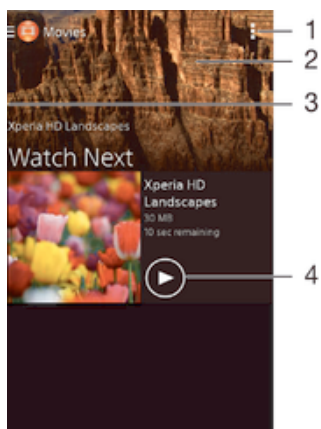 Movies
1
2
3
Xperia HD Landscapes
Watch Next
Xperia HD
Landscapes
30 MB
10 sec remaining
4